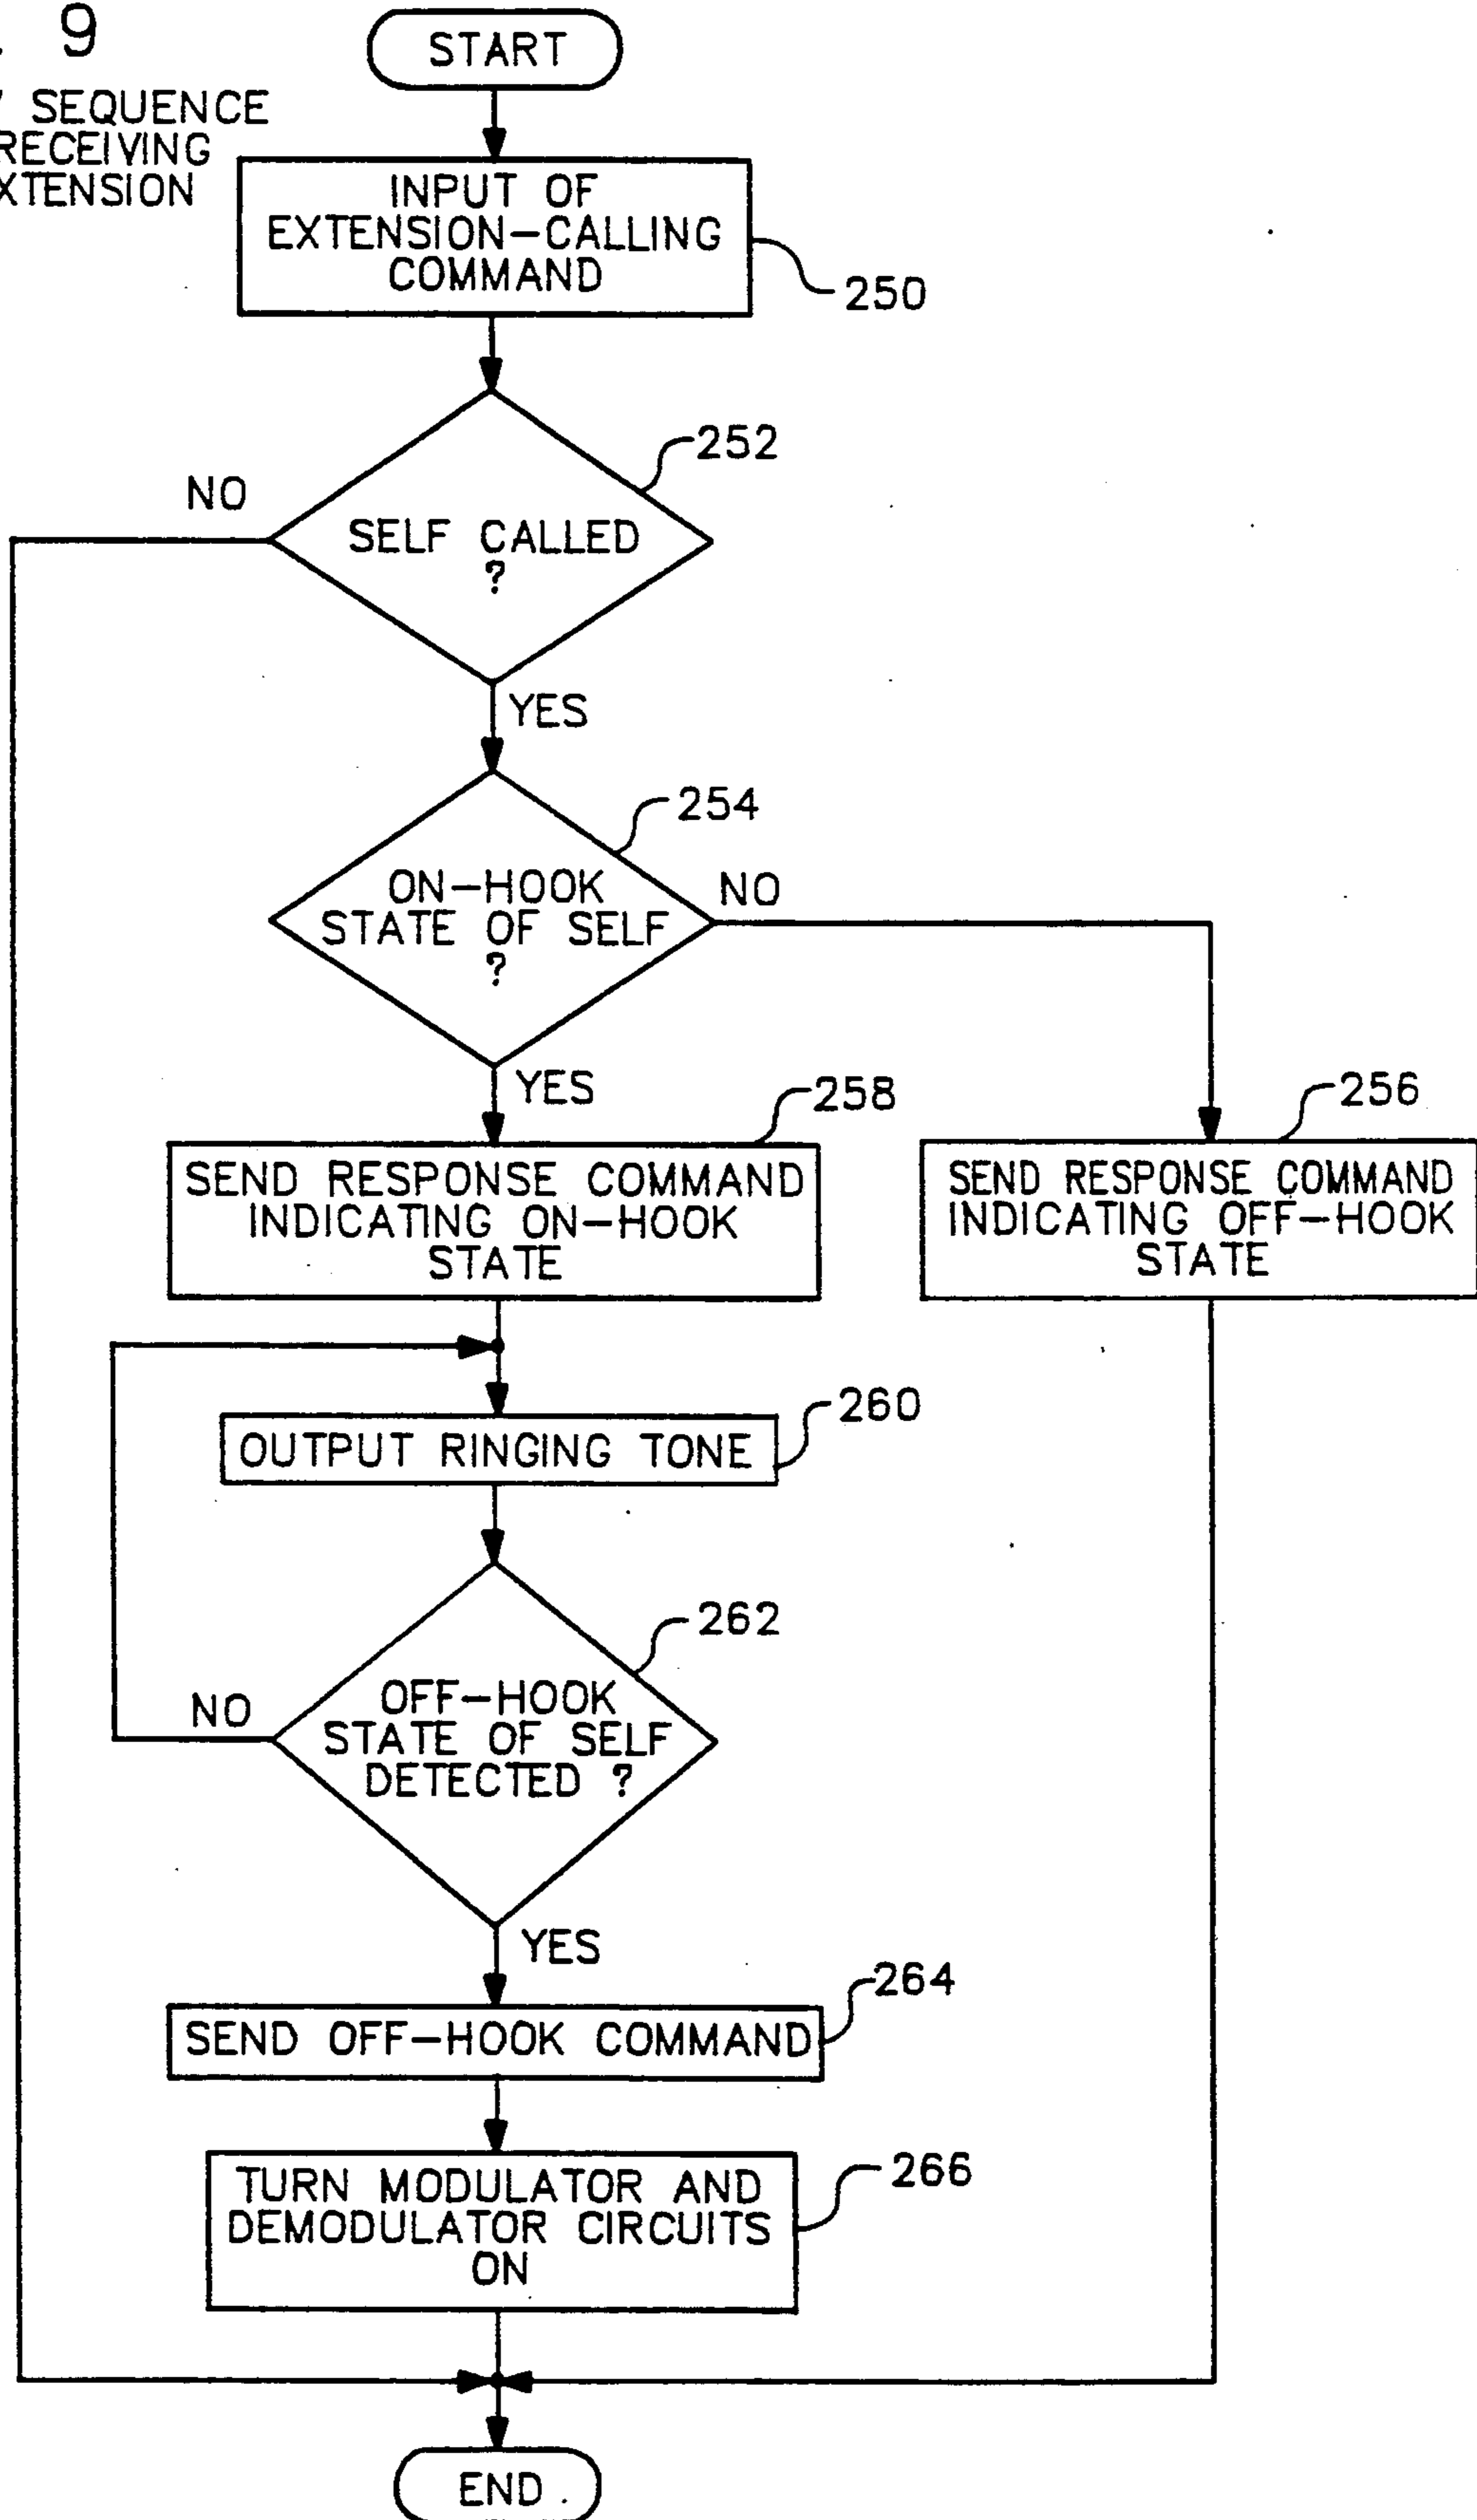 9
START
SEQUENCE
RECEIVING
INPUT OF
EXTENSION-CALLING
COMMAND
250
252
NO
SELF CALLED
?
YES
254
ON-HOOK
STATE OF SELF
?
NO
YES
258
256
SEND RESPONSE COMMAND
INDICATING ON-HOOK
STATE
SEND RESPONSE COMMAND
INDICATING OFF-HOOK
STATE
260
OUTPUT RINGING TONE
262
OFF-HOOK
STATE OF SELF
DETECTED ?
NO
YES
264
SEND OFF-HOOK COMMAND
266
TURN MODULATOR AND
DEMODULATOR CIRCUITS
ON
END